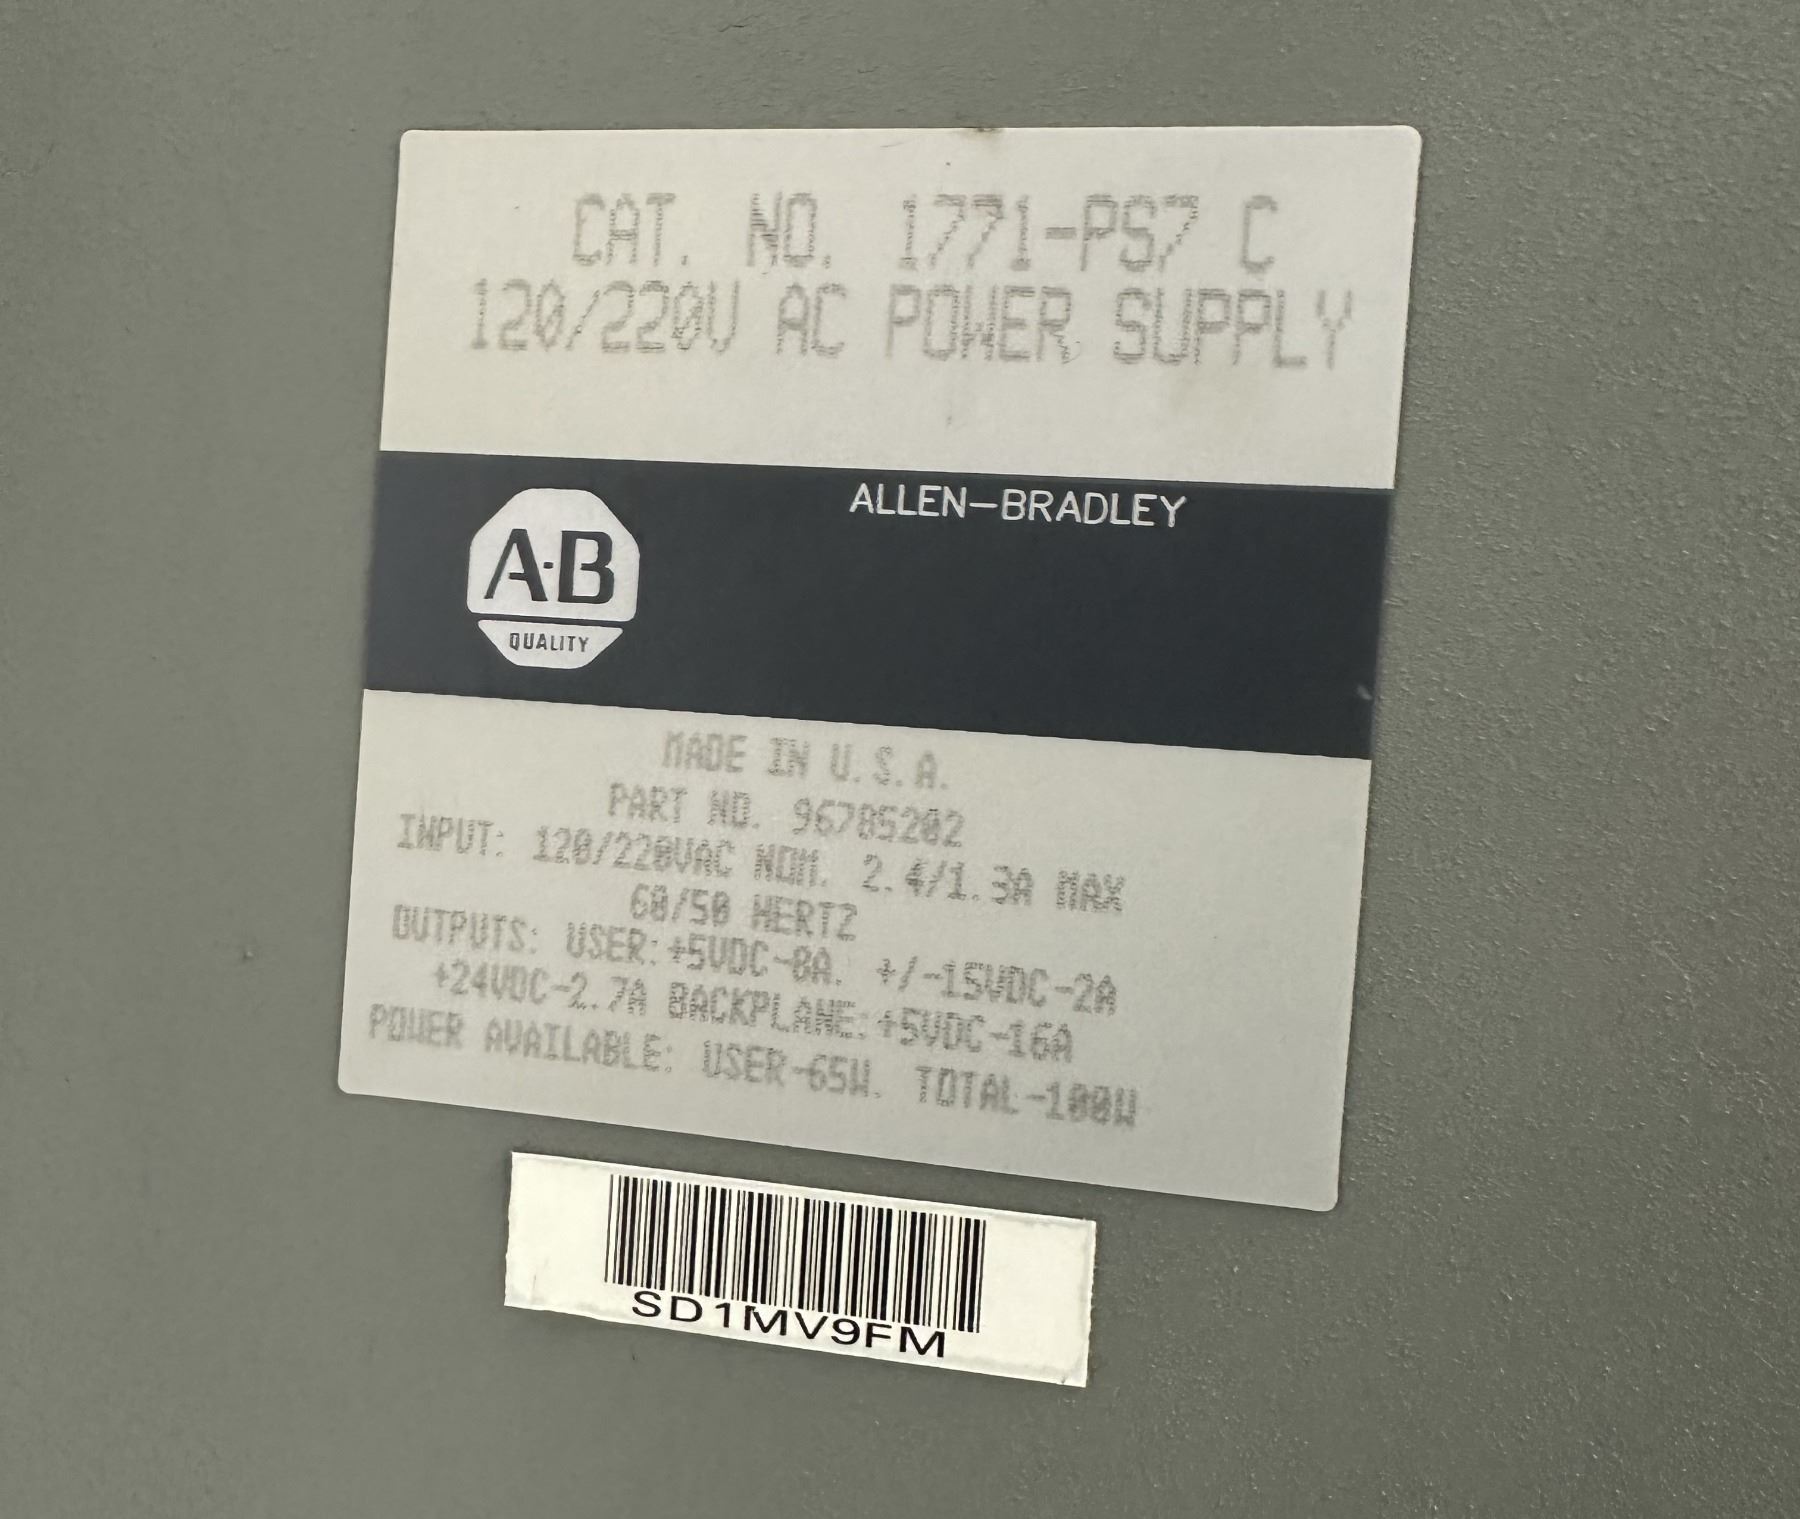 CAT. NO. 1771-PS7 C
120/220V AC POWER SUPPLY
ALLEN-BRADLEY
A·B
QUALITY
MADE IN U.S.A.
PART NO. 96785202
INPUT: 120/220VAC NOM. 2.4/1.3A MAX
60/50 HERTZ
OUTPUTS: USER:+5VDC-8A. +/-15VDC-2A
+24VDC-2.7A BACKPLANE:+5VDC-16A
POWER AVAILABLE: USER-65W. TOTAL-100W
SD1MV9FM